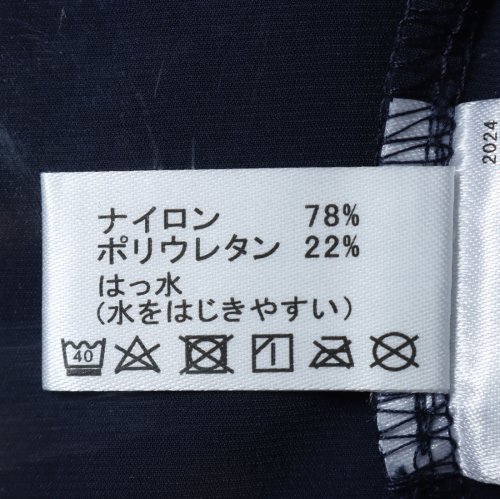 ナイロン 78%
ポリウレタン 22%
はっ水
(水をはじきやすい)
40
2024